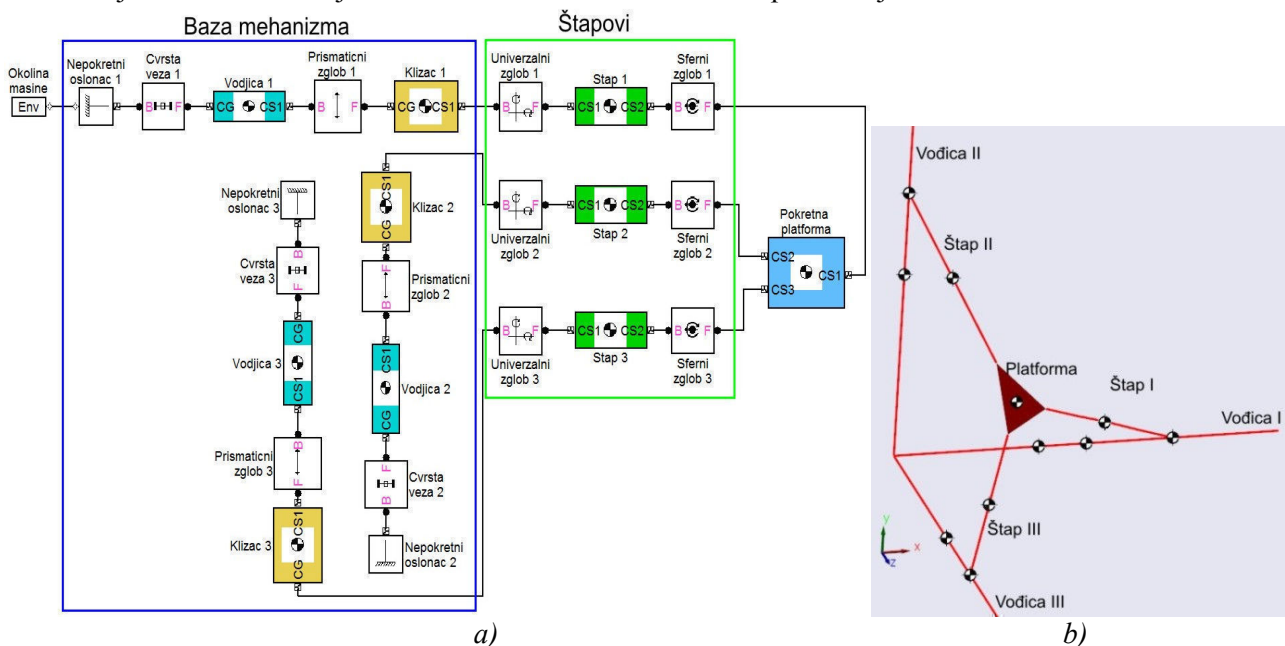 Baza mehanizma
Štapovi
Okolina
masine
Env
Nepokretni
oslonac 1
Cvrsta
veza 1
B F
Vodjica 1
CG CS1
Prismaticni
zglob 1
B F
Klizac 1
CG CS1
Univerzalni
zglob 1
B F
Stap 1
CS1 CS2
Sferni
zglob 1
B F
Nepokretni
oslonac 3
Cvrsta
veza 3
B
F
Vodjica 3
CG
CS1
Prismaticni
zglob 3
B
F
Klizac 3
CS1
CG
Klizac 2
CS1
CG
Prismaticni
zglob 2
F
B
Vodjica 2
CS1
CG
Cvrsta
veza 2
F
B
Nepokretni
oslonac 2
B F
Univerzalni
zglob 2
CS1 CS2
Stap 2
B F
Sferni
zglob 2
B F
Univerzalni
zglob 3
CS1 CS2
Stap 3
B F
Sferni
zglob 3
Pokretna
platforma
CS2
CS1
CS3
a)
Vođica II
Štap II
Platforma
Štap I
Vođica I
Štap III
Vođica III
y
x
z
b)